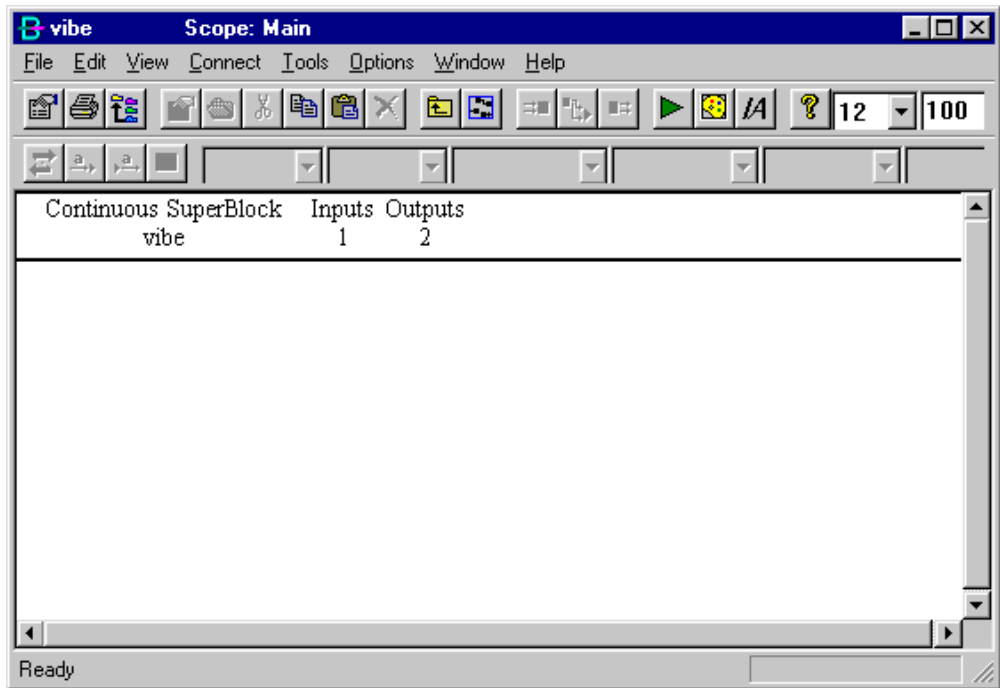 vibe Scope: Main
File Edit View Connect Tools Options Window Help
IA 12 100
a a
Continuous SuperBlock Inputs Outputs
vibe 1 2
Ready